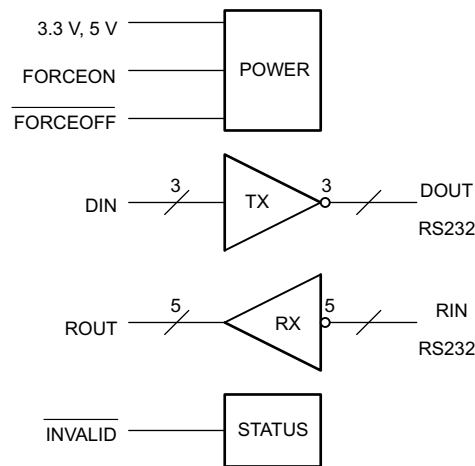 3.3 V, 5 V
POWER
FORCEON
FORCEOFF
3
3
DIN
TX
DOUT
RS232
5
5
ROUT
RX
RIN
RS232
INVALID
STATUS